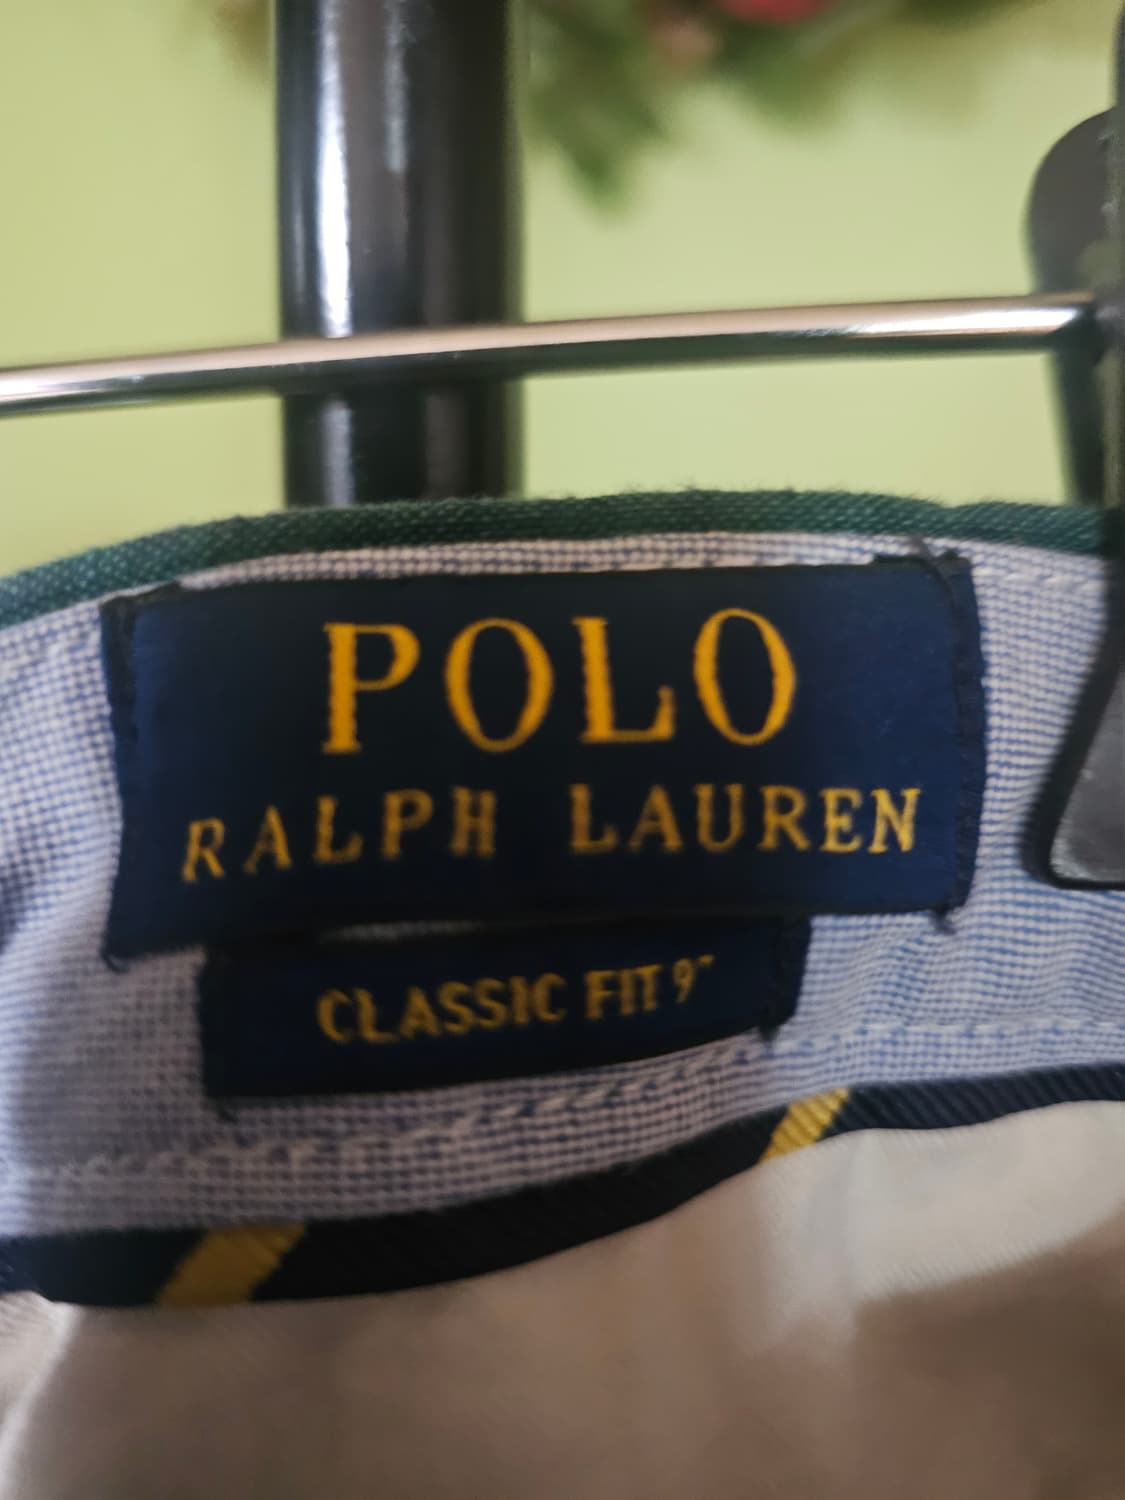 POLO
RALPH LAUREN
CLASSIC FIT 9"